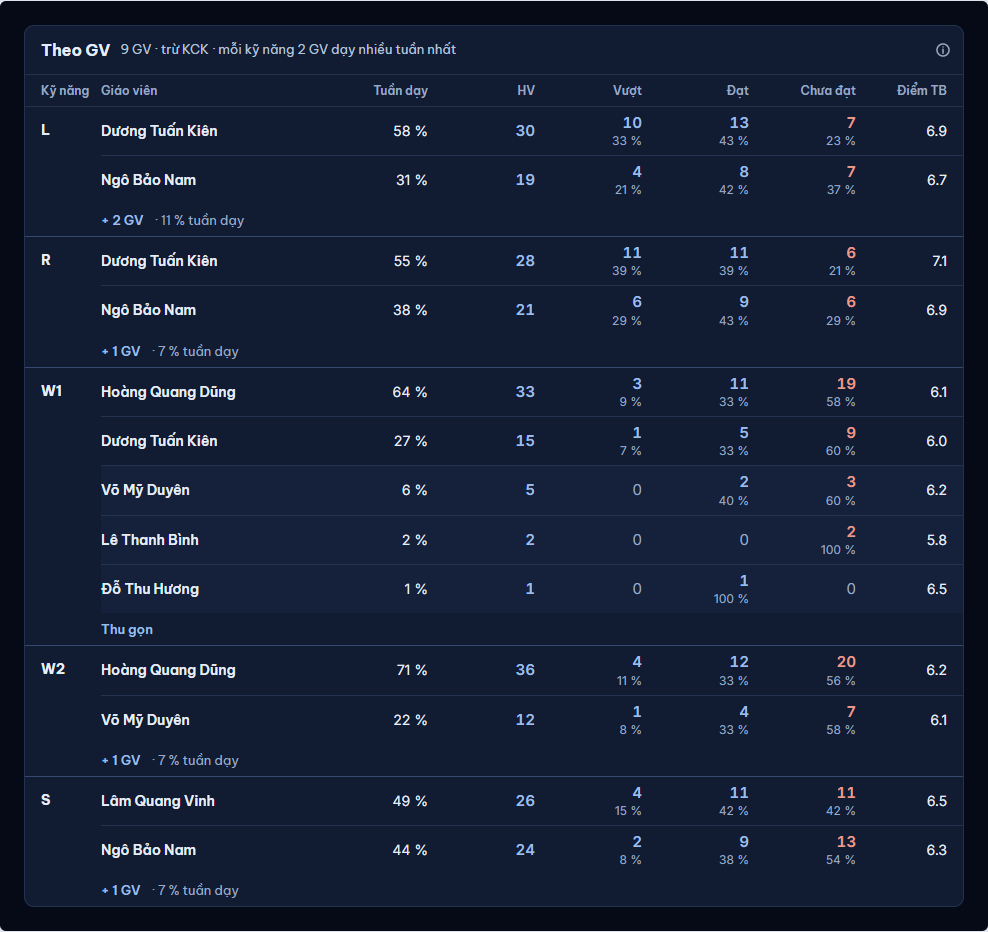 Theo GV 9 GV · trừ KCK · mỗi kỹ năng 2 GV dạy nhiều tuần nhất
Kỹ năng Giáo viên Tuần dạy HV Vượt Đạt Chưa đạt Điểm TB
L Dương Tuấn Kiên 58 % 30 10 13 7 6.9
33 % 43 % 23 %
Ngô Bảo Nam 31 % 19 4 8 7 6.7
21 % 42 % 37 %
+ 2 GV · 11 % tuần dạy
R Dương Tuấn Kiên 55 % 28 11 11 6 7.1
39 % 39 % 21 %
Ngô Bảo Nam 38 % 21 6 9 6 6.9
29 % 43 % 29 %
+ 1 GV · 7 % tuần dạy
W1 Hoàng Quang Dũng 64 % 33 3 11 19 6.1
9 % 33 % 58 %
Dương Tuấn Kiên 27 % 15 1 5 9 6.0
7 % 33 % 60 %
Võ Mỹ Duyên 6 % 5 0 2 3 6.2
40 % 60 %
Lê Thanh Bình 2 % 2 0 0 2 5.8
100 %
Đỗ Thu Hương 1 % 1 0 1 0 6.5
100 %
Thu gọn
W2 Hoàng Quang Dũng 71 % 36 4 12 20 6.2
11 % 33 % 56 %
Võ Mỹ Duyên 22 % 12 1 4 7 6.1
8 % 33 % 58 %
+ 1 GV · 7 % tuần dạy
S Lâm Quang Vinh 49 % 26 4 11 11 6.5
15 % 42 % 42 %
Ngô Bảo Nam 44 % 24 2 9 13 6.3
8 % 38 % 54 %
+ 1 GV · 7 % tuần dạy